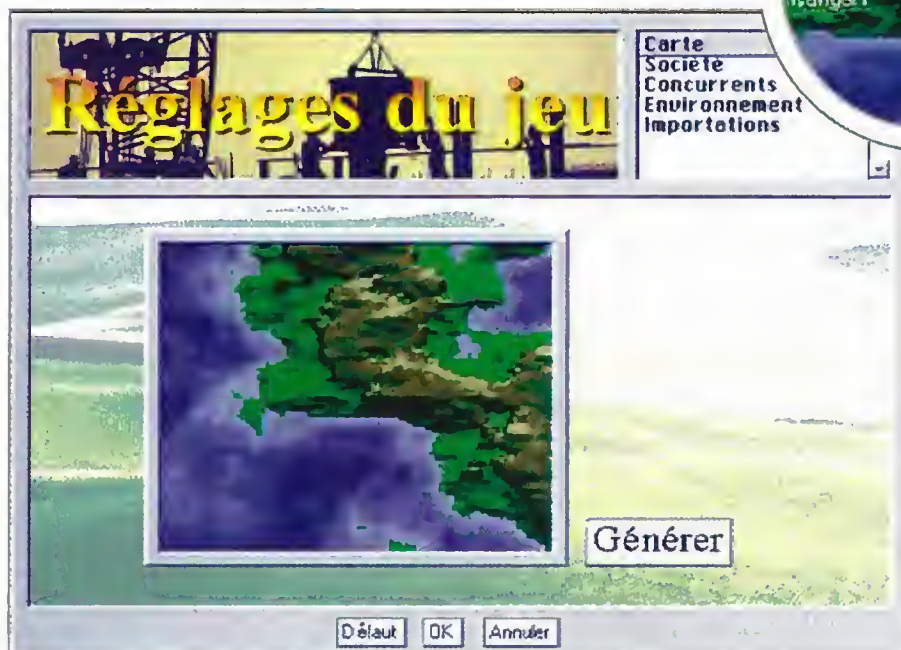 Réglages du jeu
Carte
Société
Concurrents
Environnement
Importations
Générer
Défaut
OK
Annuler